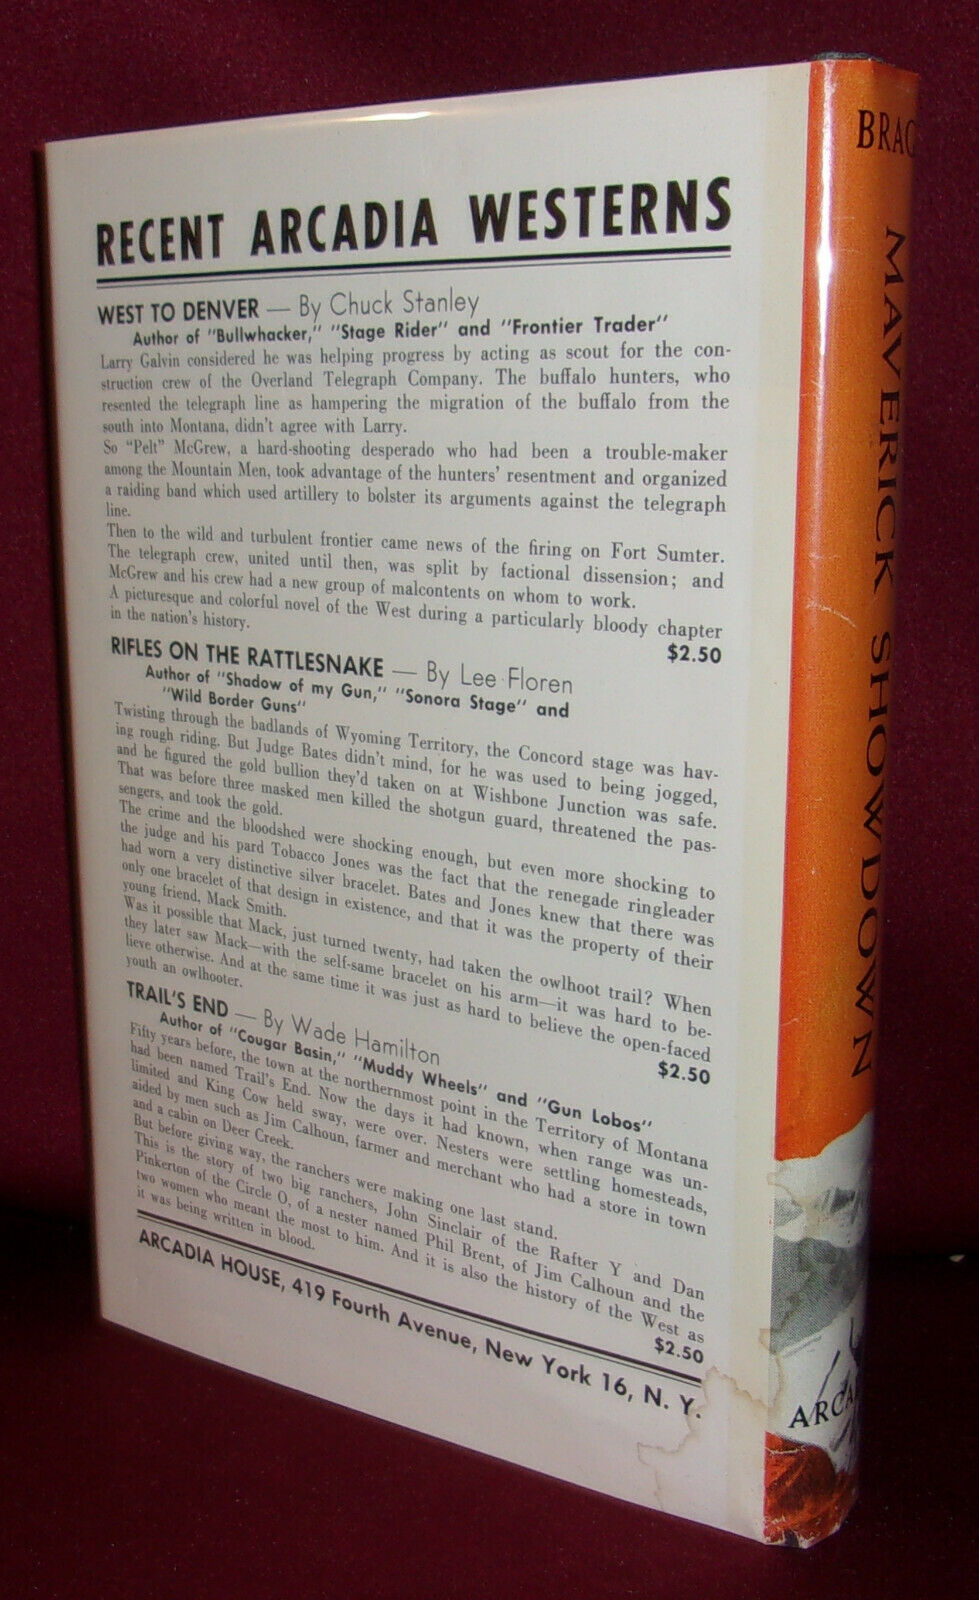 RECENT ARCADIA WESTERNS
WEST TO DENVER — By Chuck Stanley
Author of "Bullwhacker," "Stage Rider" and "Frontier Trader"
Larry Galvin considered he was helping progress by acting as scout for the con-
struction crew of the Overland Telegraph Company. The buffalo hunters, who
resented the telegraph line as hampering the migration of the buffalo from the
south into Montana, didn't agree with Larry.
So "Pelt" McGrew, a hard-shooting desperado who had been a trouble-maker
among the Mountain Men, took advantage of the hunters' resentment and organized
a raiding band which used artillery to bolster its arguments against the telegraph
line.
Then to the wild and turbulent frontier came news of the firing on Fort Sumter.
The telegraph crew, united until then, was split by factional dissension; and
McGrew and his crew had a new group of malcontents on whom to work.
A picturesque and colorful novel of the West during a particularly bloody chapter
in the nation's history.
$2.50
RIFLES ON THE RATTLESNAKE — By Lee Floren
Author of "Shadow of my Gun," "Sonora Stage" and
"Wild Border Guns"
Twisting through the badlands of Wyoming Territory, the Concord stage was hav-
ing rough riding. But Judge Bates didn't mind, for he was used to being jogged,
and he figured the gold bullion they'd taken on at Wishbone Junction was safe.
That was before three masked men killed the shotgun guard, threatened the pas-
sengers, and took the gold.
The crime and the bloodshed were shocking enough, but even more shocking to
the judge and his pard Tobacco Jones was the fact that the renegade ringleader
had worn a very distinctive silver bracelet. Bates and Jones knew that there was
only one bracelet of that design in existence, and that it was the property of their
young friend, Mack Smith.
Was it possible that Mack, just turned twenty, had taken the owlhoot trail? When
they later saw Mack—with the self-same bracelet on his arm—it was hard to be-
lieve otherwise. And at the same time it was just as hard to believe the open-faced
youth an owlhooter.
$2.50
TRAIL'S END — By Wade Hamilton
Author of "Cougar Basin," "Muddy Wheels" and "Gun Lobos"
Fifty years before, the town at the northernmost point in the Territory of Montana
had been named Trail's End. Now the days it had known, when range was un-
limited and King Cow held sway, were over. Nesters were settling homesteads,
aided by men such as Jim Calhoun, farmer and merchant who had a store in town
and a cabin on Deer Creek.
But before giving way, the ranchers were making one last stand.
This is the story of two big ranchers, John Sinclair of the Rafter Y and Dan
Pinkerton of the Circle O, of a nester named Phil Brent, of Jim Calhoun and the
two women who meant the most to him. And it is also the history of the West as
it was being written in blood.
$2.50
ARCADIA HOUSE, 419 Fourth Avenue, New York 16, N. Y.
BRAG
MAVERICK SHOWDOWN
ARCA